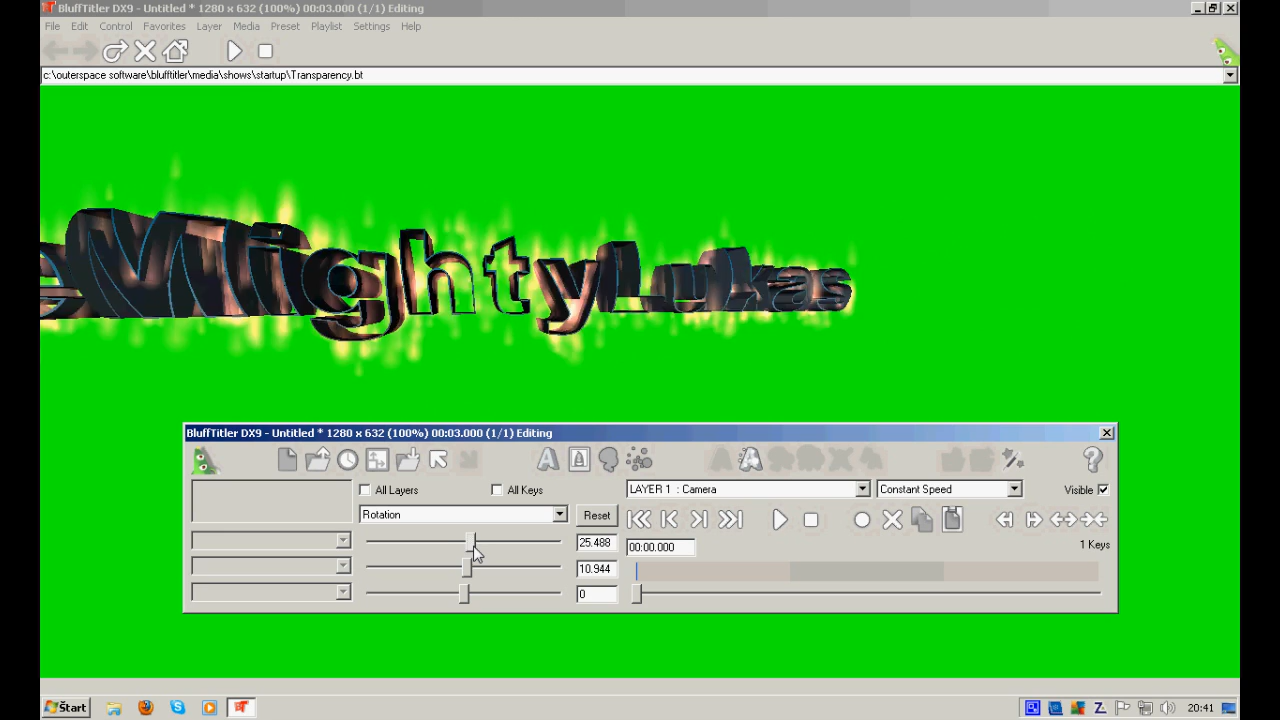 BluffTitler DX9 - Untitled * 1280 x 632 (100%) 00:03.000 (1/1) Editing
File Edit Control Favorites Layer Media Preset Playlist Settings Help
c:\outerspace software\blufftitler\media\shows\startup\Transparency.bt
eMightyLukas
BluffTitler DX9 - Untitled * 1280 x 632 (100%) 00:03.000 (1/1) Editing
All Layers All Keys LAYER 1 : Camera Constant Speed Visible
Rotation Reset
25.488 00:00.000 1 Keys
10.944
0
Štart 20:41